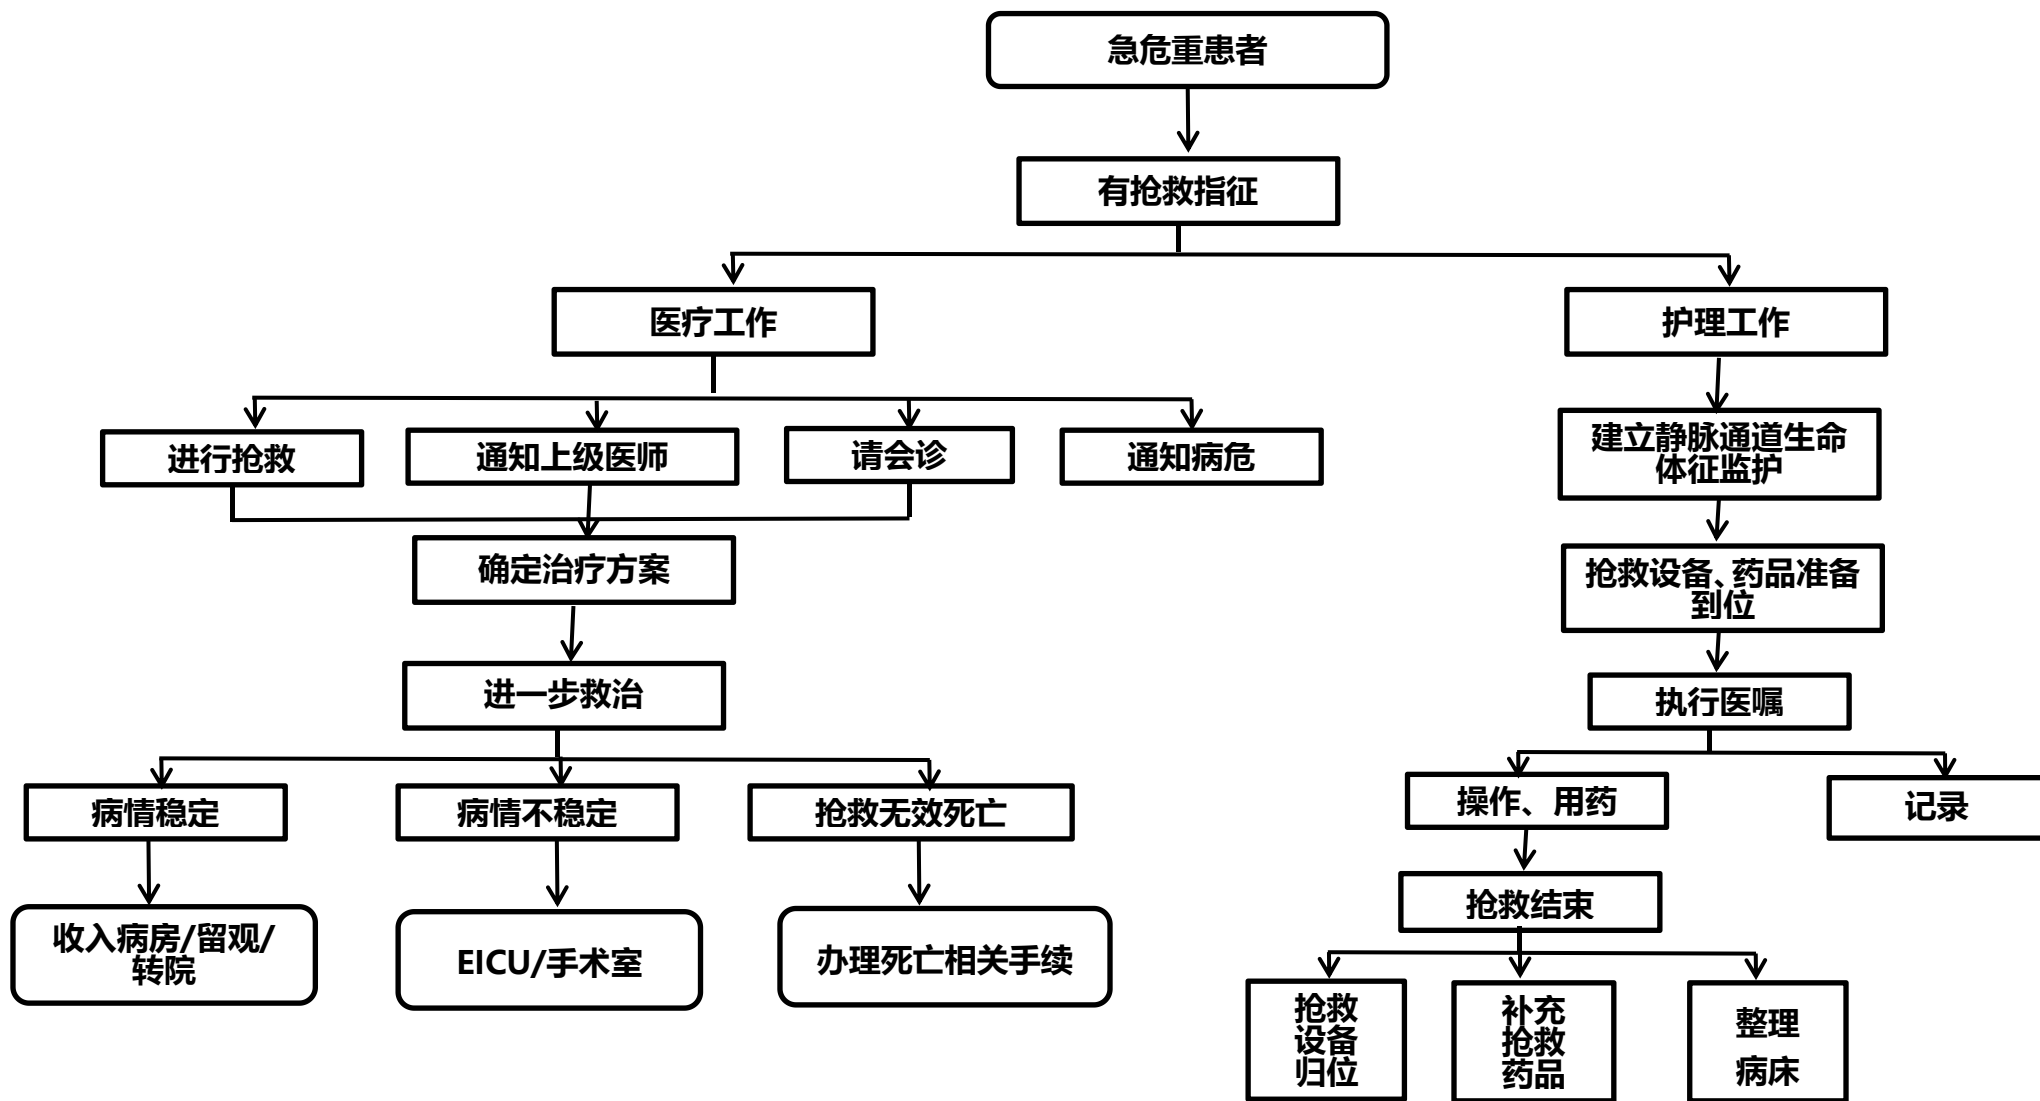 急危重患者
有抢救指征
医疗工作
护理工作
进行抢救
通知上级医师
请会诊
通知病危
建立静脉通道生命
体征监护
确定治疗方案
抢救设备、药品准备
到位
进一步救治
执行医嘱
病情稳定
病情不稳定
抢救无效死亡
操作、用药
记录
抢救结束
收入病房/留观/
转院
EICU/手术室
办理死亡相关手续
抢救
设备
归位
补充
抢救
药品
整理
病床